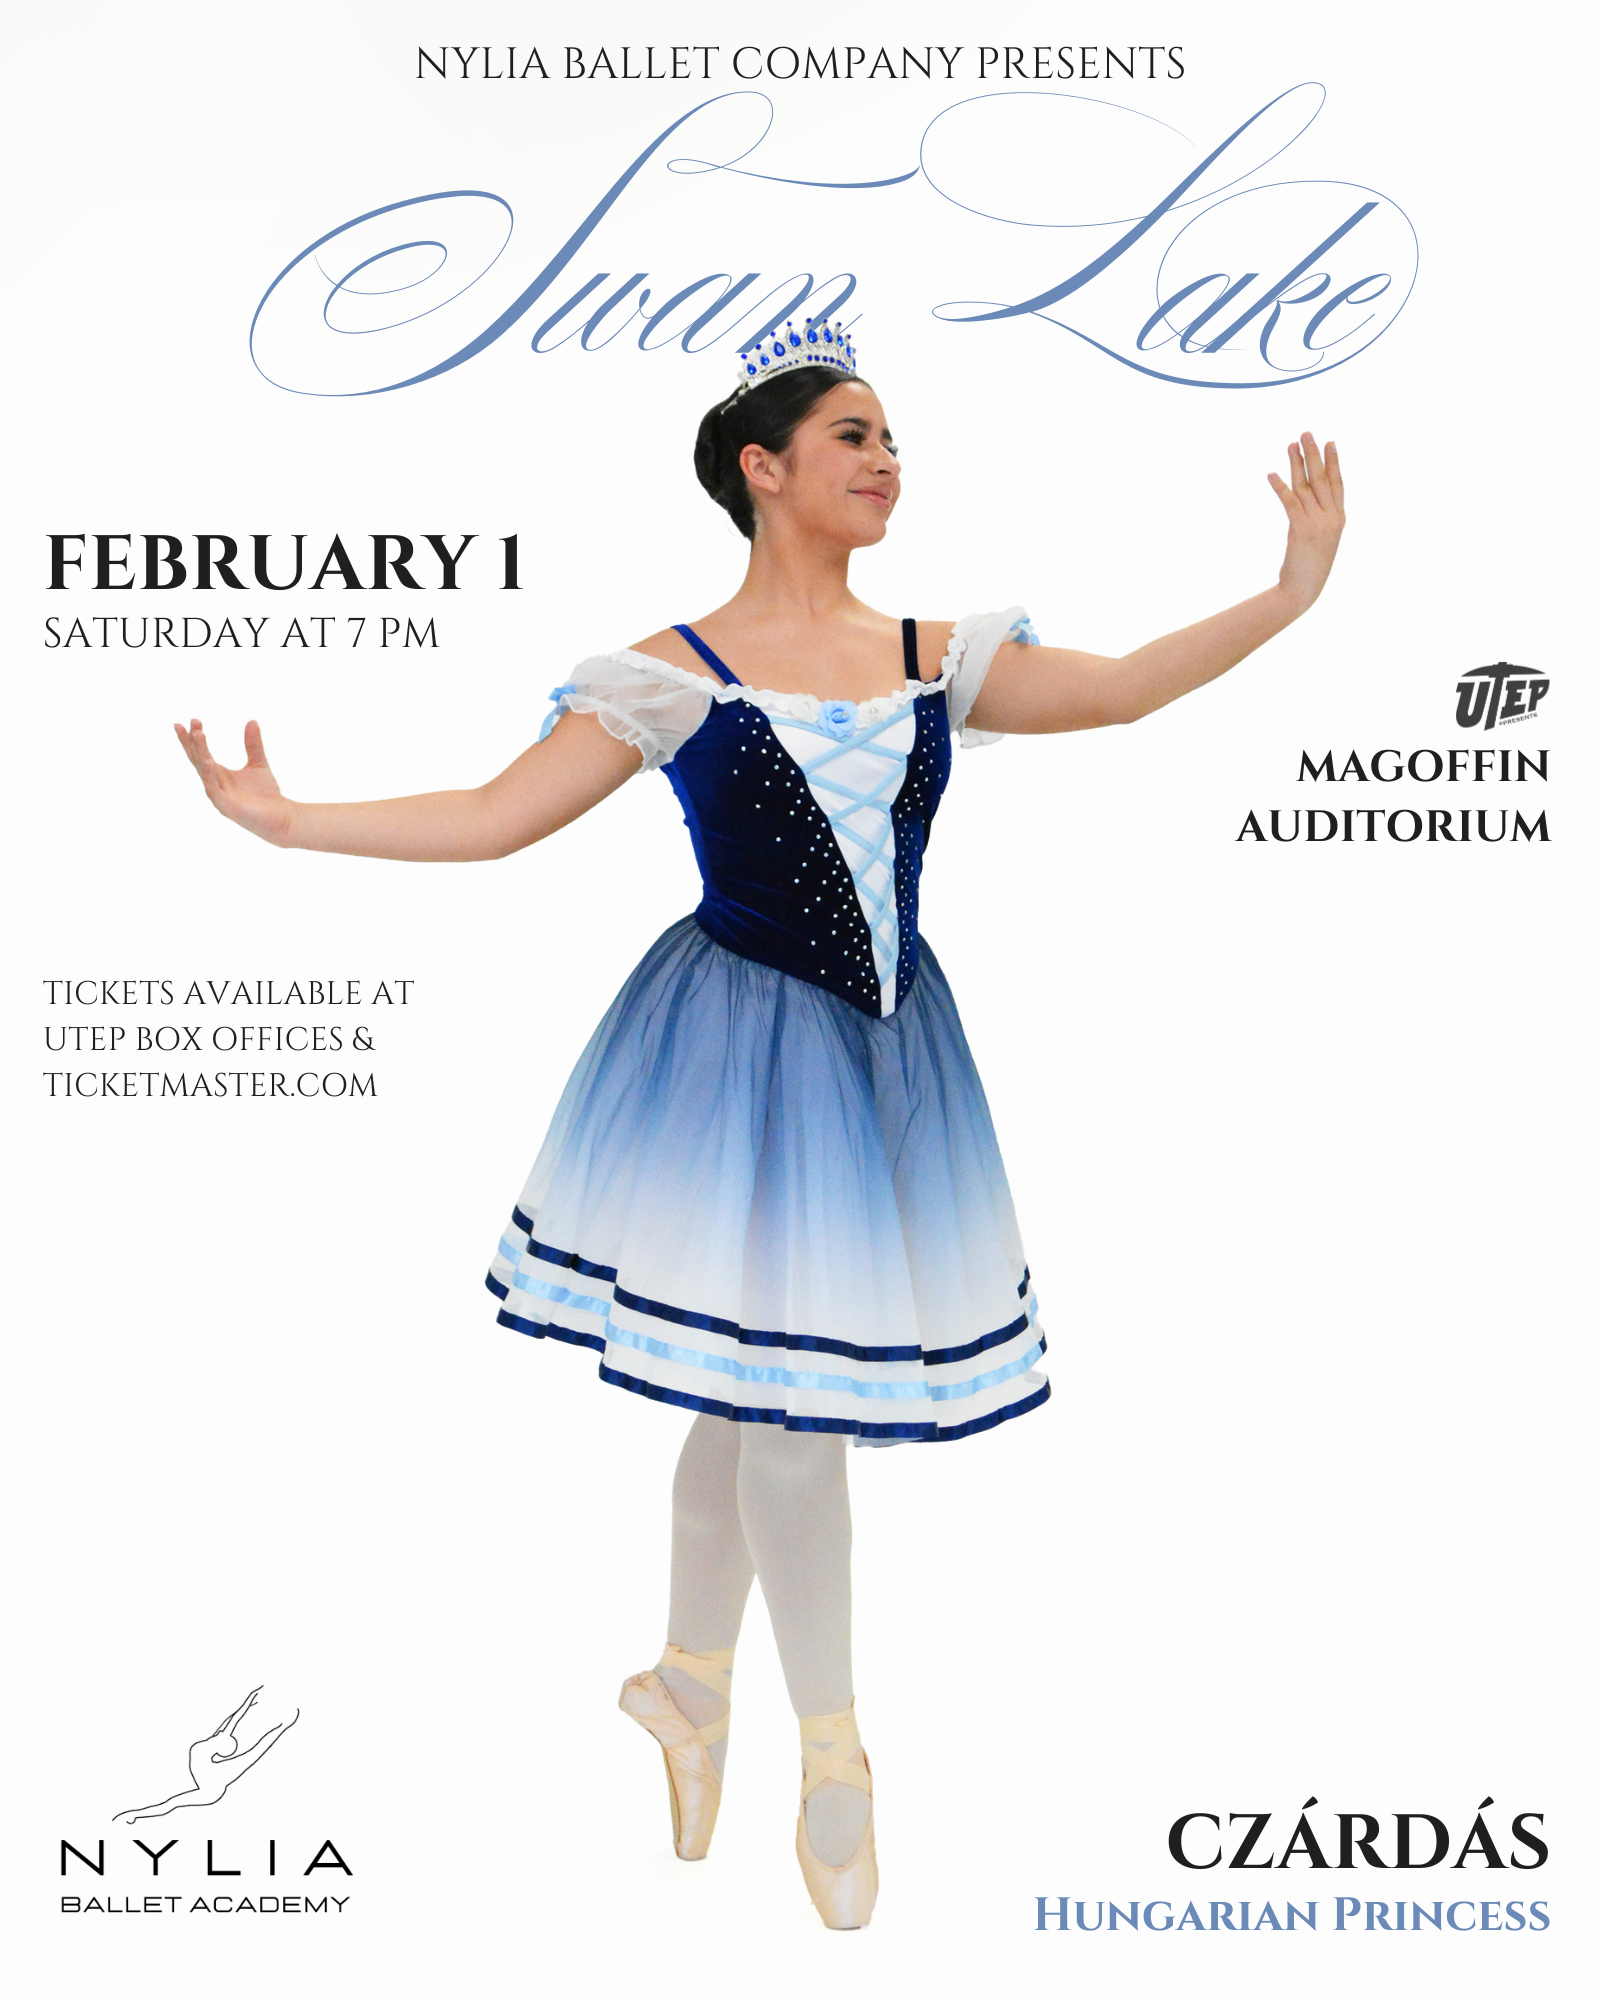 NYLIA BALLET COMPANY PRESENTS
Swan Lake
FEBRUARY 1
SATURDAY AT 7 PM
UTEP
PRESENTS
MAGOFFIN
AUDITORIUM
TICKETS AVAILABLE AT
UTEP BOX OFFICES &
TICKETMASTER.COM
NYLIA
BALLET ACADEMY
CZÁRDÁS
HUNGARIAN PRINCESS